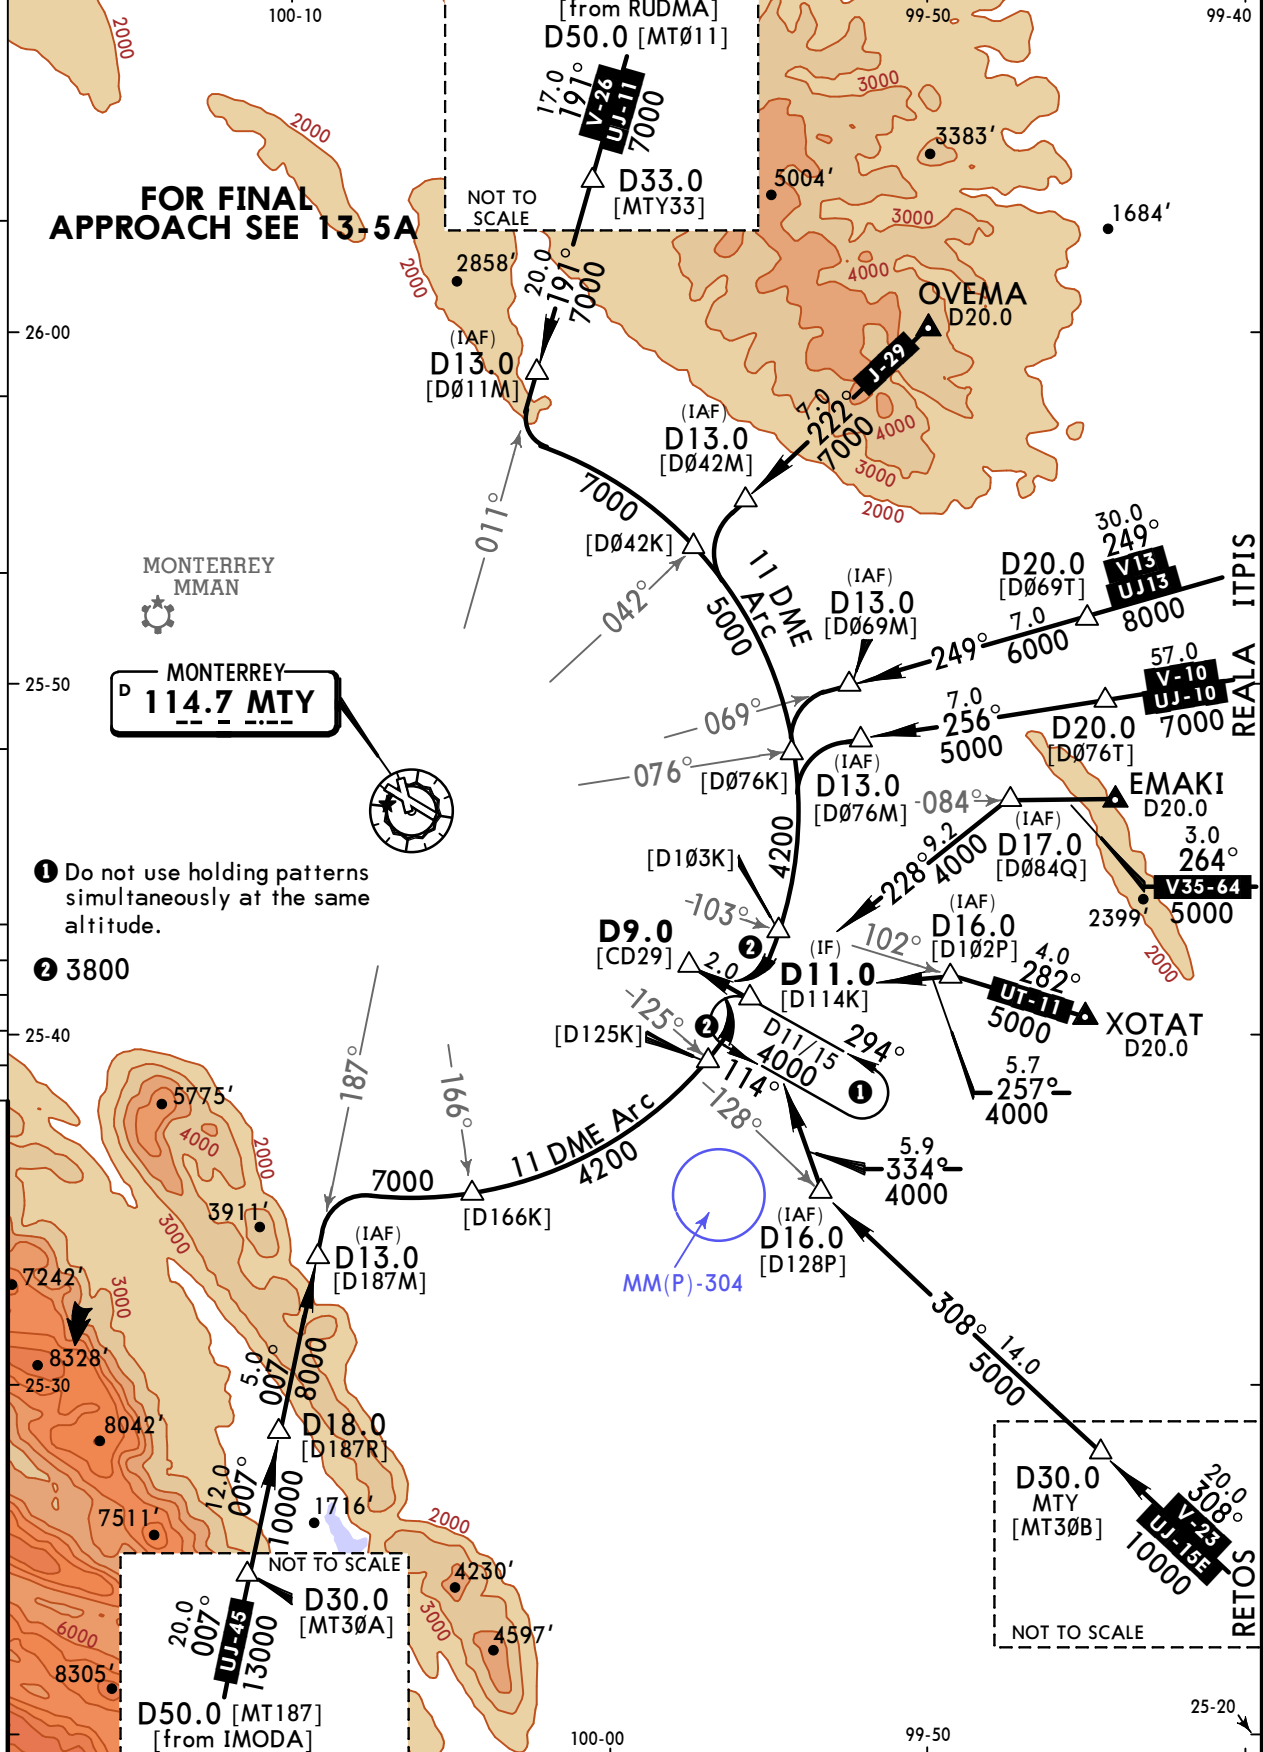 100-10
99-50
99-40
[from RUDMA]
D50.0 [MTØ11]
17.0
191°
V-26
UJ-11
7000
D33.0
[MTY33]
NOT TO
SCALE
2000
2000
3000
3383'
5004'
3000
1684'
4000
FOR FINAL
APPROACH SEE 13-5A
2000
2858'
20.0
191°
7000
OVEMA
D20.0
J-29
26-00
(IAF)
D13.0
[DØ11M]
7.0
222°
7000
4000
3000
2000
(IAF)
D13.0
[DØ42M]
7000
011°
[DØ42K]
042°
11 DME
Arc
5000
MONTERREY
MMAN
30.0
249°
V13
UJ13
8000
ITPIS
D20.0
[DØ69T]
(IAF)
D13.0
[DØ69M]
7.0
249°
6000
MONTERREY
D 114.7 MTY
25-50
57.0
V-10
UJ-10
7000
REALA
069°
7.0
256°
5000
D20.0
[DØ76T]
076°
[DØ76K]
(IAF)
D13.0
[DØ76M]
EMAKI
D20.0
084°
(IAF)
D17.0
[DØ84Q]
3.0
264°
V35-64
5000
9.2
228°
4000
2399'
2000
4200
[D103K]
1 Do not use holding patterns
simultaneously at the same
altitude.
2 3800
103°
D9.0
[CD29]
2
2.0
(IF)
D11.0
[D114K]
102°
(IAF)
D16.0
[D102P]
4.0
282°
UT-11
5000
XOTAT
D20.0
25-40
125°
[D125K]
2
D11/15
4000
294°
1
114°
5.7
257°
4000
187°
166°
128°
5775'
4000
2000
11 DME Arc
4200
7000
5.9
334°
4000
3911'
3000
[D166K]
(IAF)
D16.0
[D128P]
(IAF)
D13.0
[D187M]
MM(P)-304
7242'
3000
8328'
25-30
5.0
007°
8000
308°
14.0
5000
8042'
D18.0
[D187R]
12.0
007°
10000
D30.0
MTY
[MT3ØB]
20.0
308°
V-23
UJ-15E
10000
RETOS
NOT TO SCALE
7511'
1716'
2000
NOT TO SCALE
4230'
D30.0
[MT3ØA]
20.0
007°
UJ-45
13000
3000
4597'
6000
8305'
D50.0 [MT187]
[from IMODA]
100-00
99-50
25-20